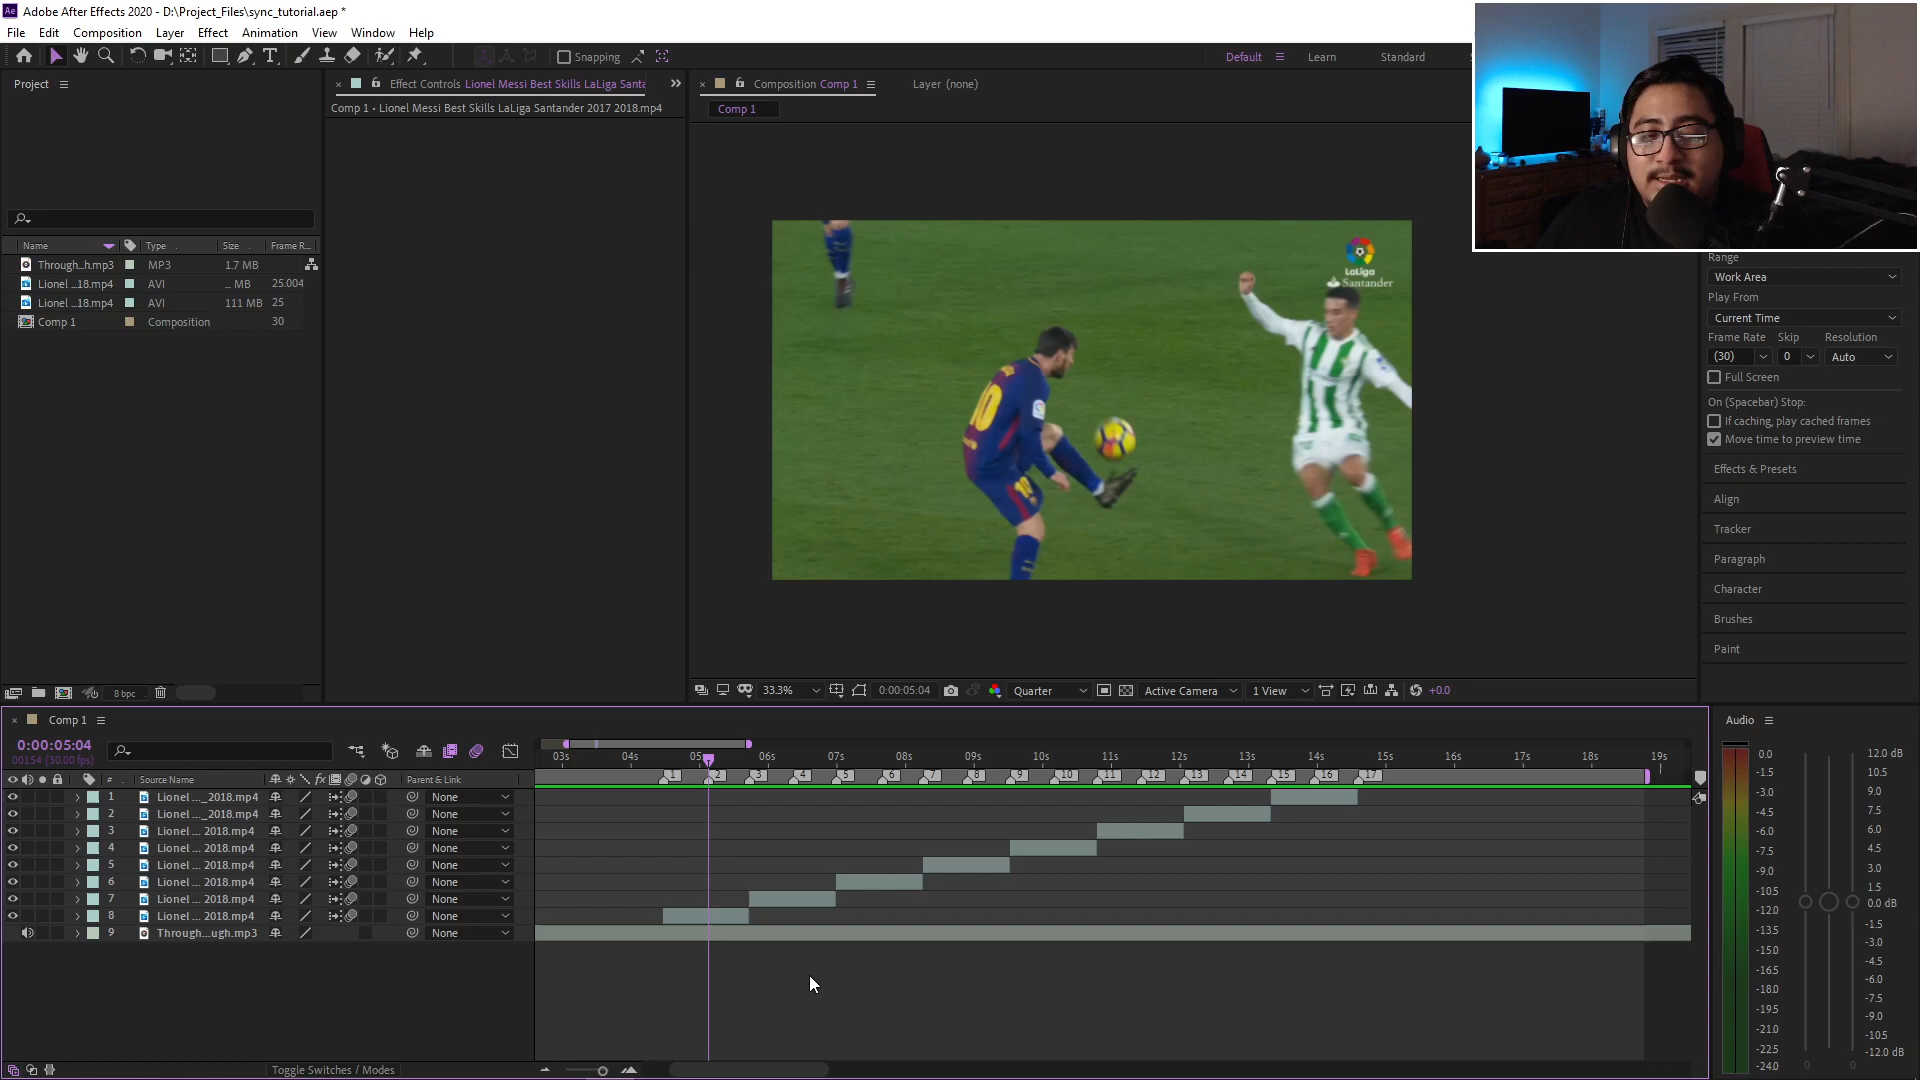 Adobe After Effects 2020 - D:\Project_Files\sync_tutorial.aep *
File Edit Composition Layer Effect Animation View Window Help
Snapping Default Learn Standard
Project
Effect Controls Lionel Messi Best Skills LaLiga Santa
Composition Comp 1
Layer (none)
Comp 1 • Lionel Messi Best Skills LaLiga Santander 2017 2018.mp4
Comp 1
Name Type Size Frame R...
Through...h.mp3 MP3 1.7 MB
Lionel ...18.mp4 AVI ... MB 25.004
Lionel ...18.mp4 AVI 111 MB 25
Comp 1 Composition 30
LaLiga
Santander
10
10
Range
Work Area
Play From
Current Time
Frame Rate Skip Resolution
(30) 0 Auto
Full Screen
On (Spacebar) Stop:
If caching, play cached frames
Move time to preview time
Effects & Presets
Align
Tracker
Paragraph
Character
Brushes
Paint
8 bpc
33.3% 0:00:05:04 Quarter Active Camera 1 View +0.0
Comp 1
0:00:05:04
00154 (30.00 fps)
03s 04s 05 06s 07s 08s 09s 10s 11s 12s 13s 14s 15s 16s 17s 18s 19s
1 2 3 4 5 6 7 8 9 10 11 12 13 14 15 16 17
# Source Name fx Parent & Link
1 Lionel ..._2018.mp4 None
2 Lionel ..._2018.mp4 None
3 Lionel ... 2018.mp4 None
4 Lionel ... 2018.mp4 None
5 Lionel ... 2018.mp4 None
6 Lionel ... 2018.mp4 None
7 Lionel ... 2018.mp4 None
8 Lionel ... 2018.mp4 None
9 Through...ugh.mp3 None
Toggle Switches / Modes
Audio
0.0
-1.5
-3.0
-4.5
-6.0
-7.5
-9.0
-10.5
-12.0
-13.5
-15.0
-16.5
-18.0
-19.5
-21.0
-22.5
-24.0
12.0 dB
10.5
9.0
7.5
6.0
4.5
3.0
1.5
0.0 dB
-1.5
-3.0
-4.5
-6.0
-7.5
-9.0
-10.5
-12.0 dB
0 0